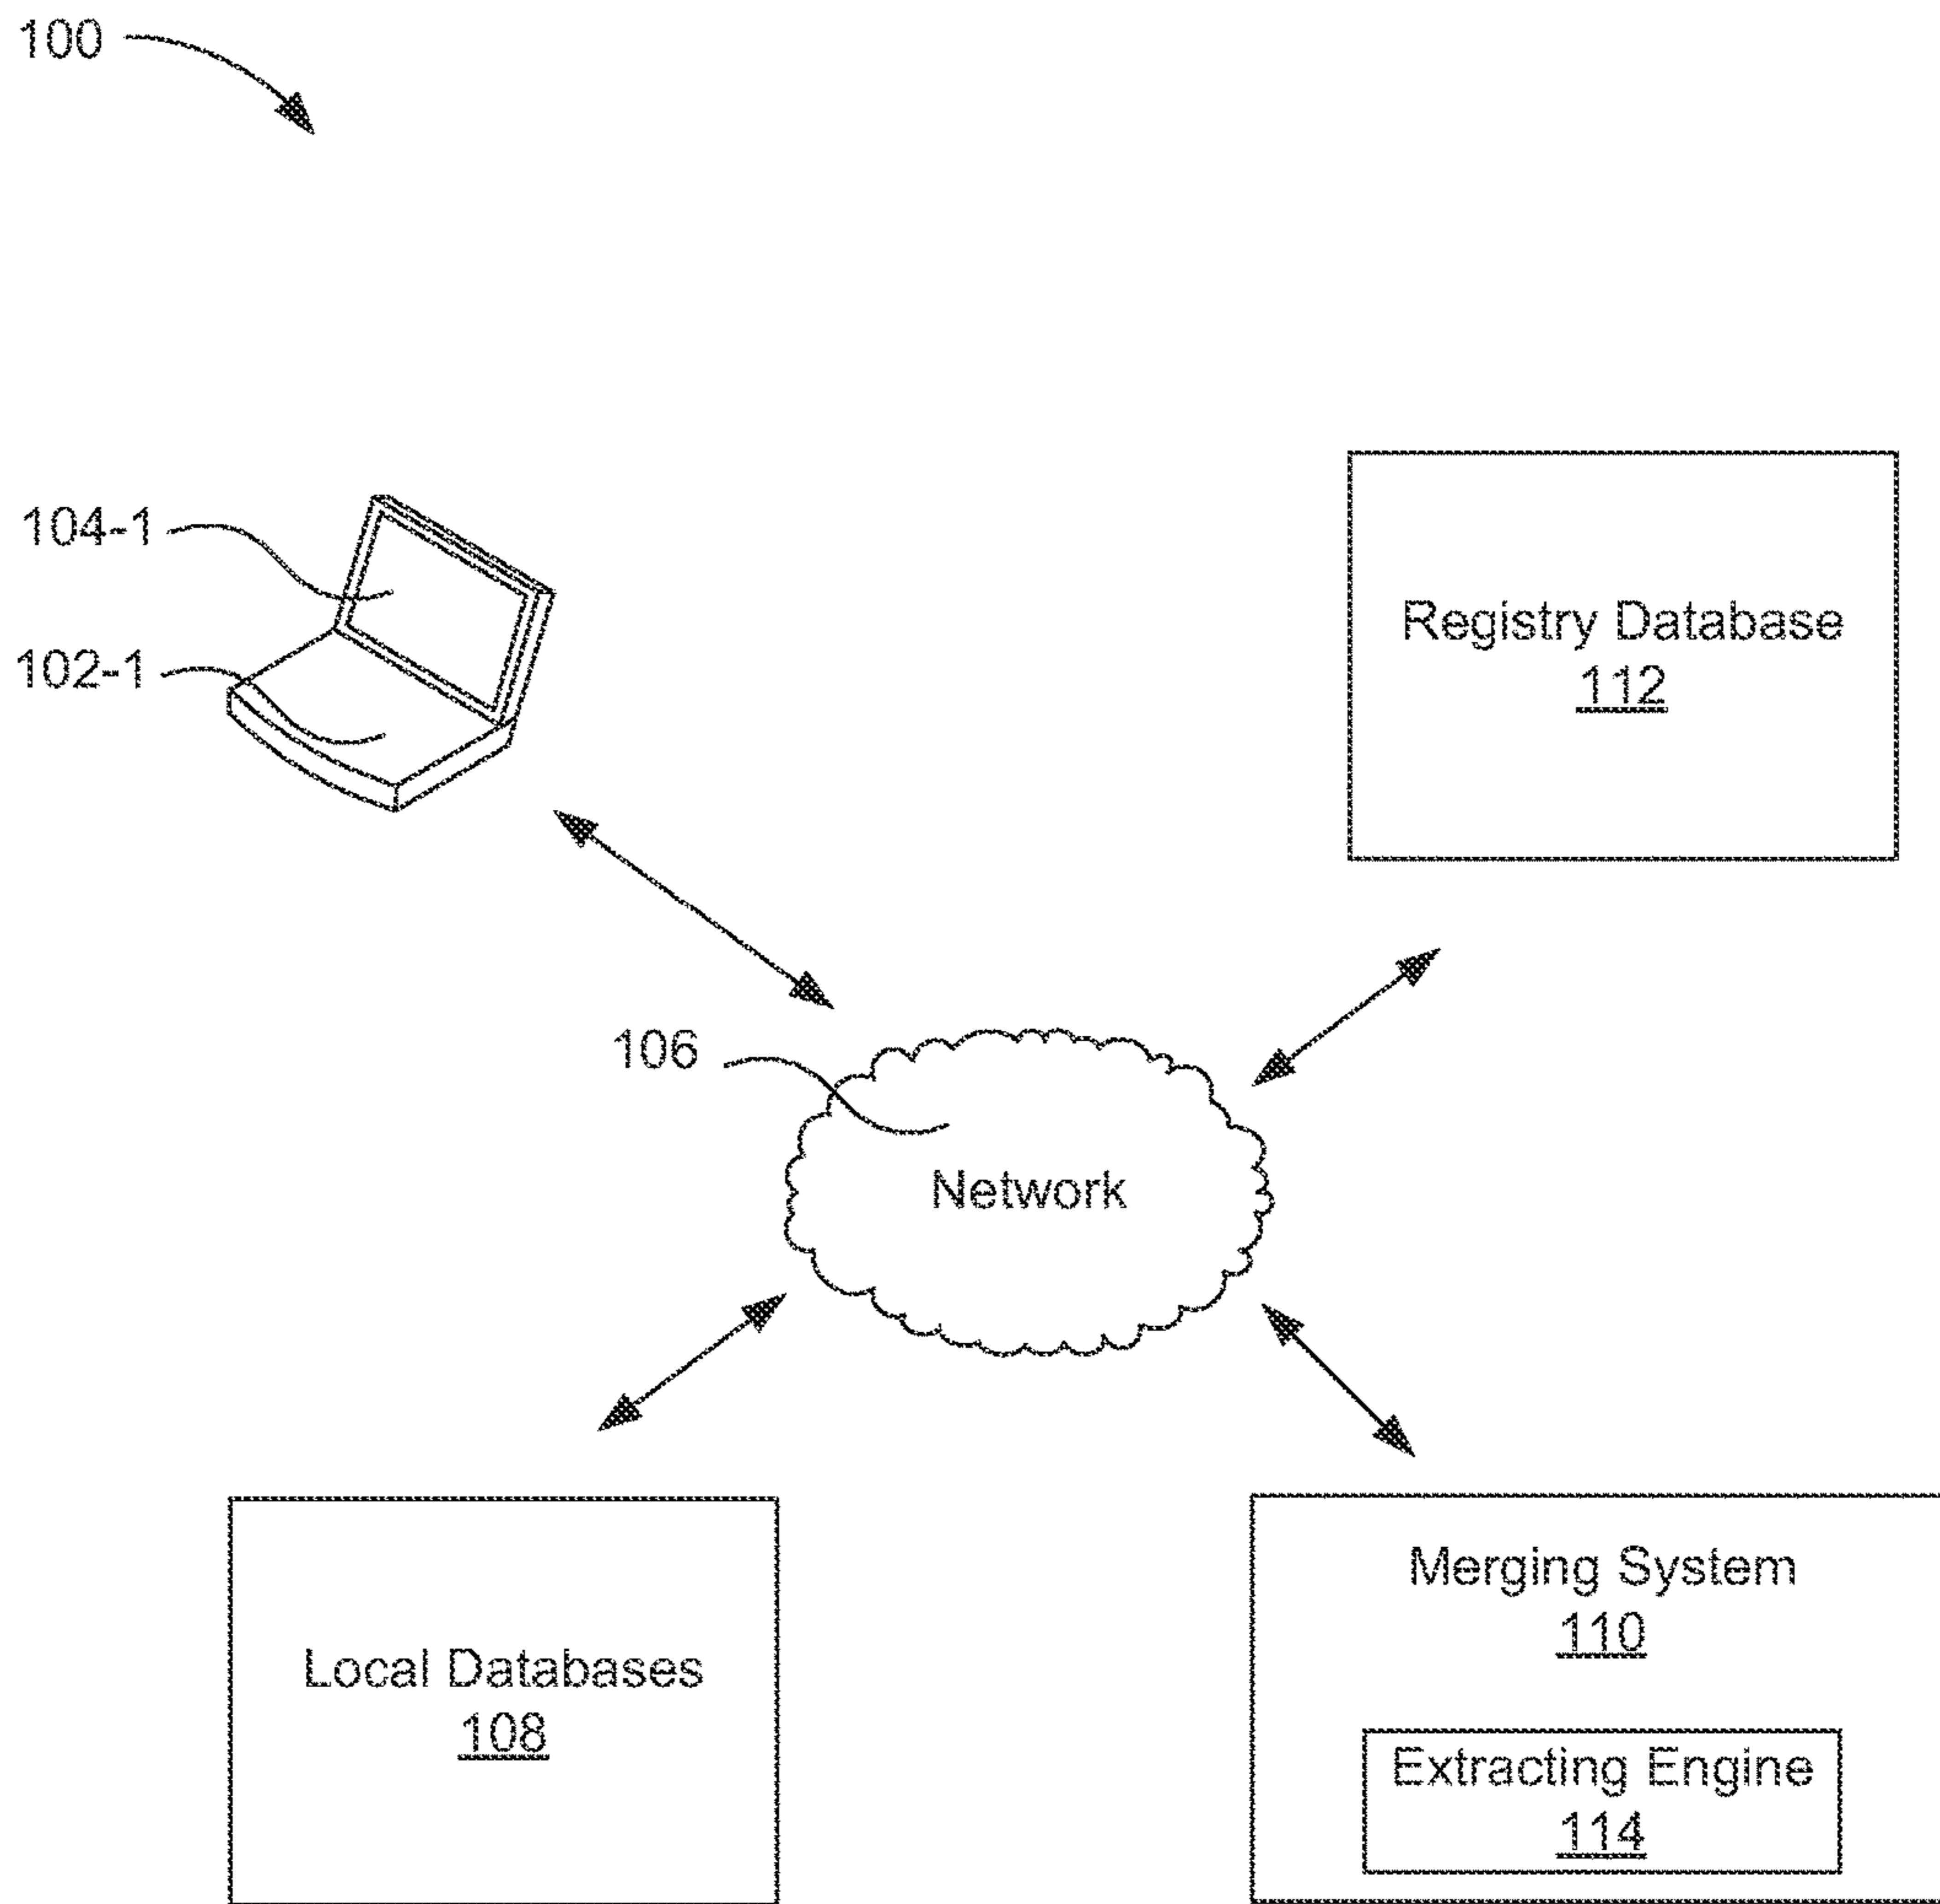 100
104-1
102-1
Registry Database
112
106
Network
Local Databases
108
Merging System
110
Extracting Engine
114